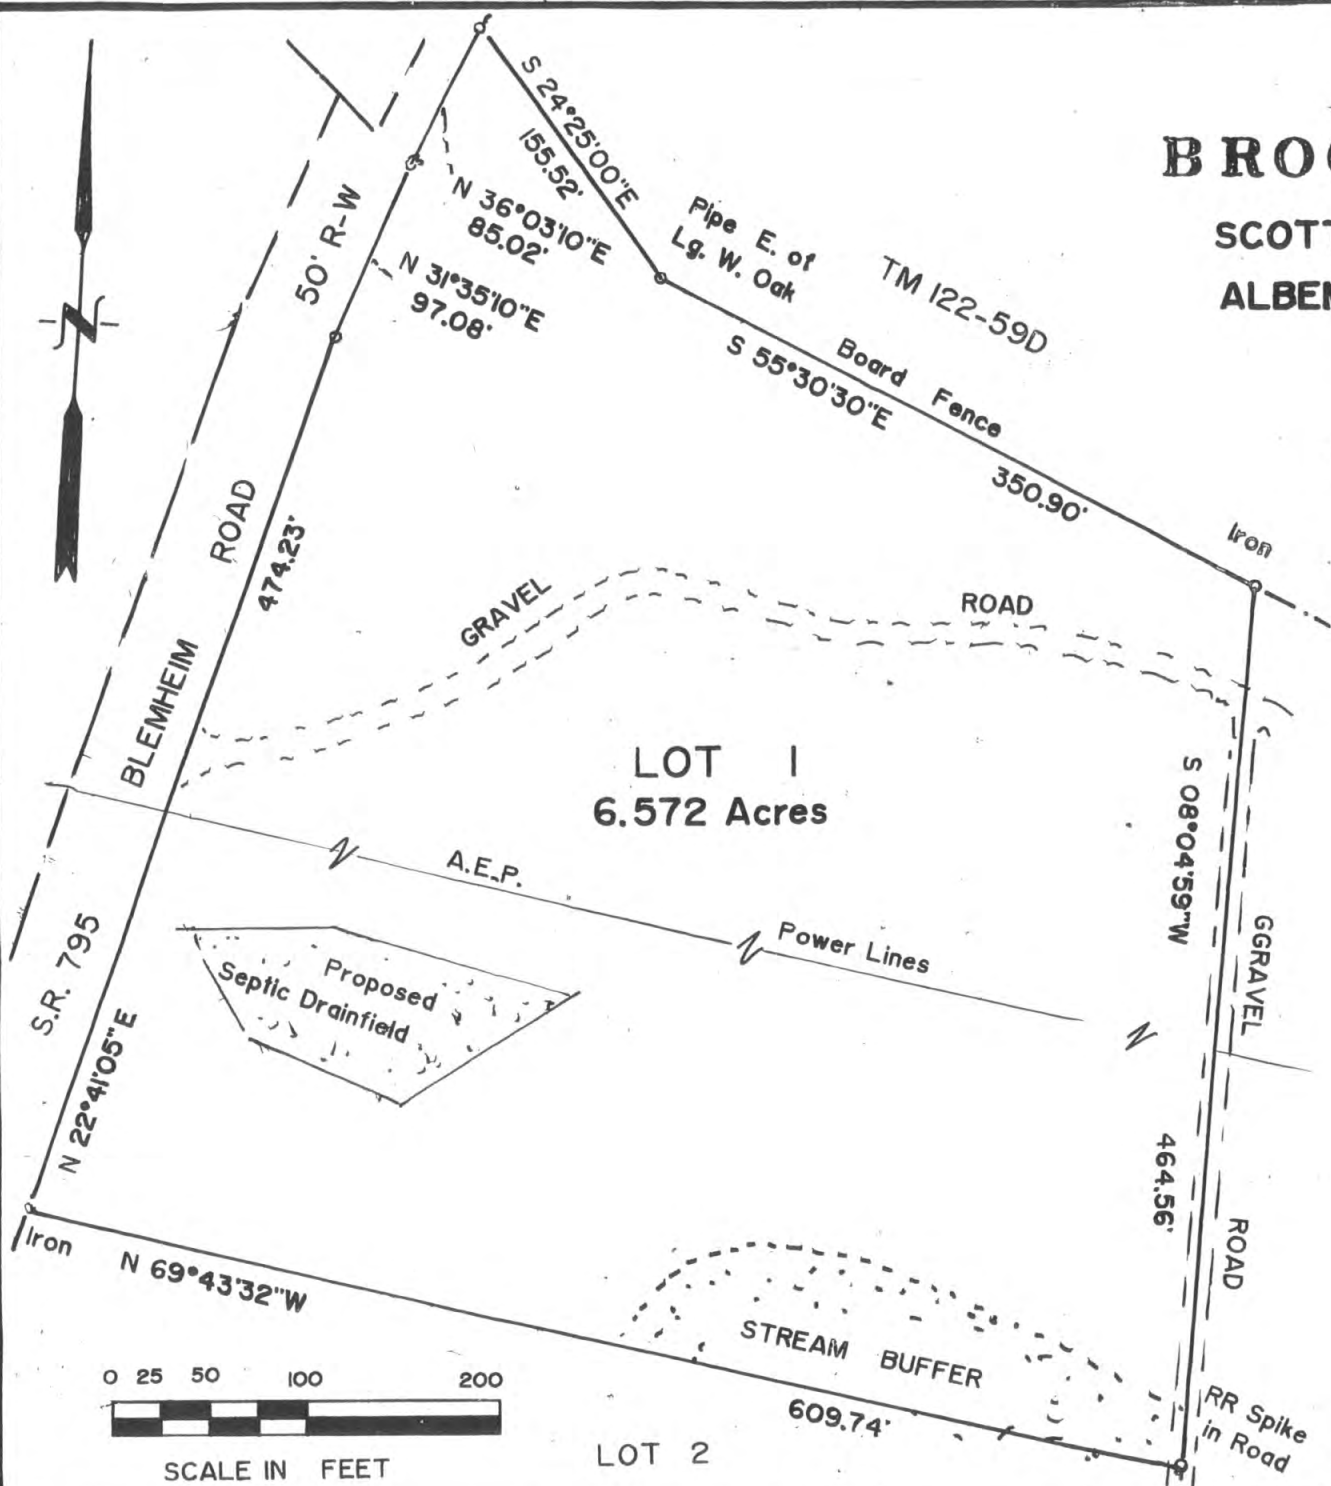 BRO
SCOTT
ALBE
S 24°25'00"E
155.52'
N 36°03'10"E
85.02'
N 31°35'10"E
97.08'
50' R-W
Pipe E. of
Lg. W. Oak
TM 122-59D
S 55°30'30"E
Board Fence
350.90'
Iron
N
BLEMHEIM ROAD
474.23'
GRAVEL ROAD
LOT 1
6.572 Acres
S 08°04'59"W
A.E.P.
Power Lines
GGRAVEL ROAD
S.R. 795
N 22°41'05"E
Proposed
Septic Drainfield
464.56'
Iron
N 69°43'32"W
STREAM BUFFER
609.74'
RR Spike
in Road
0 25 50 100 200
SCALE IN FEET
LOT 2